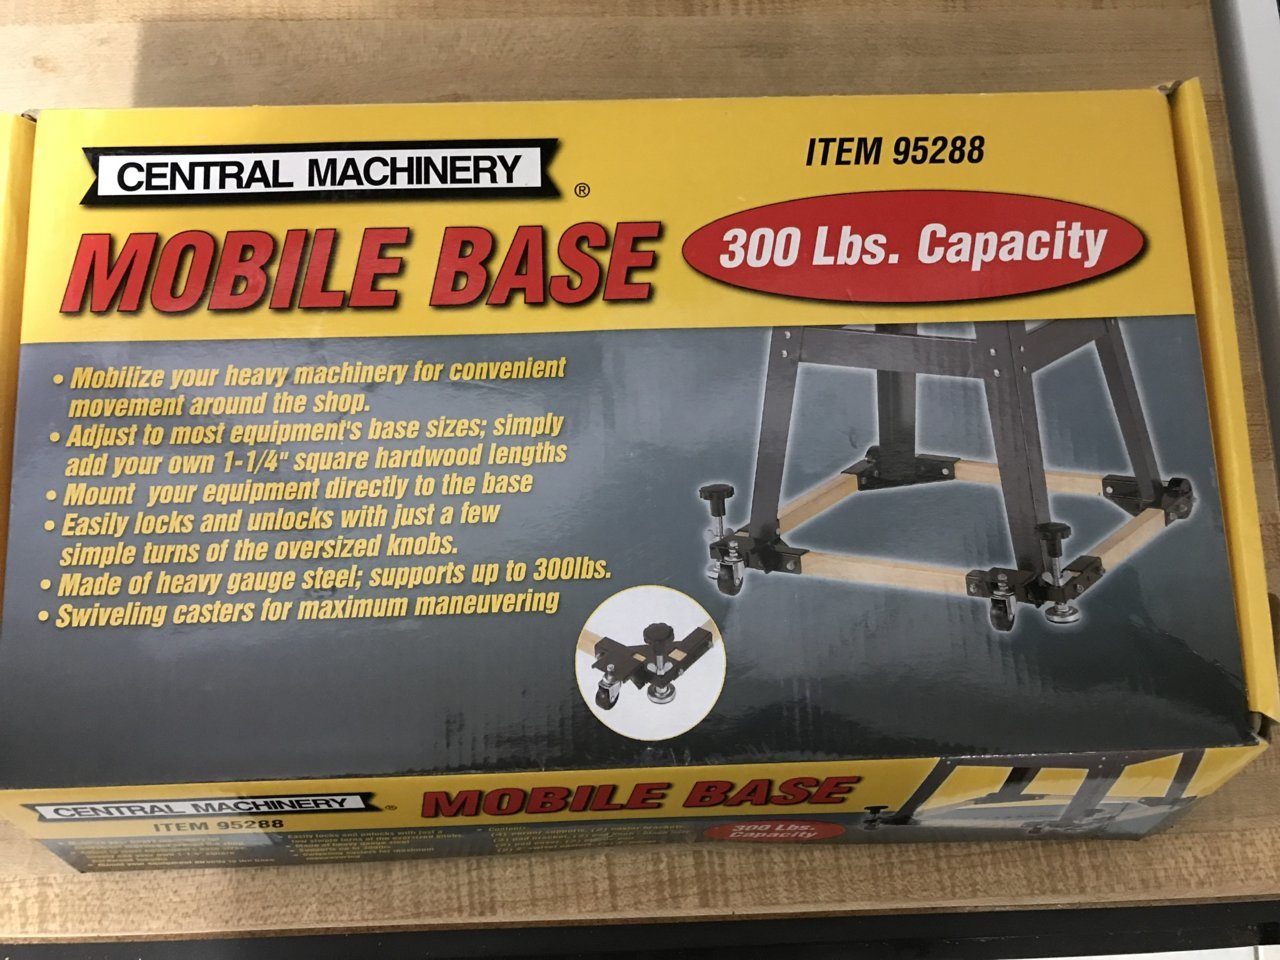 CENTRAL MACHINERY ®
ITEM 95288
MOBILE BASE
300 Lbs. Capacity
• Mobilize your heavy machinery for convenient
movement around the shop.
• Adjust to most equipment's base sizes; simply
add your own 1-1/4" square hardwood lengths
• Mount your equipment directly to the base
• Easily locks and unlocks with just a few
simple turns of the oversized knobs.
• Made of heavy gauge steel; supports up to 300lbs.
• Swiveling casters for maximum maneuvering
CENTRAL MACHINERY ®
MOBILE BASE
ITEM 95288
300 Lbs.
Capacity